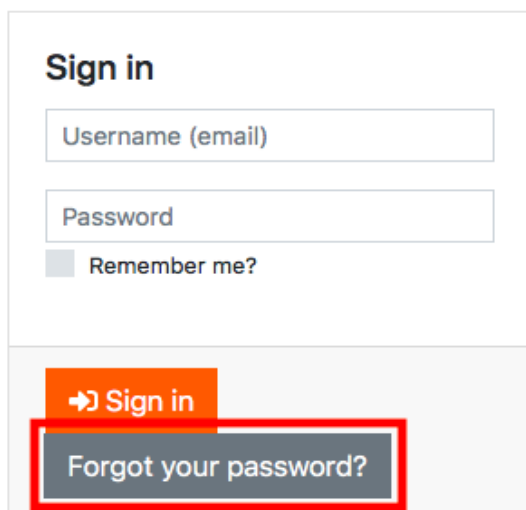 Sign in
Username (email)
Password
Remember me?
Sign in
Forgot your password?